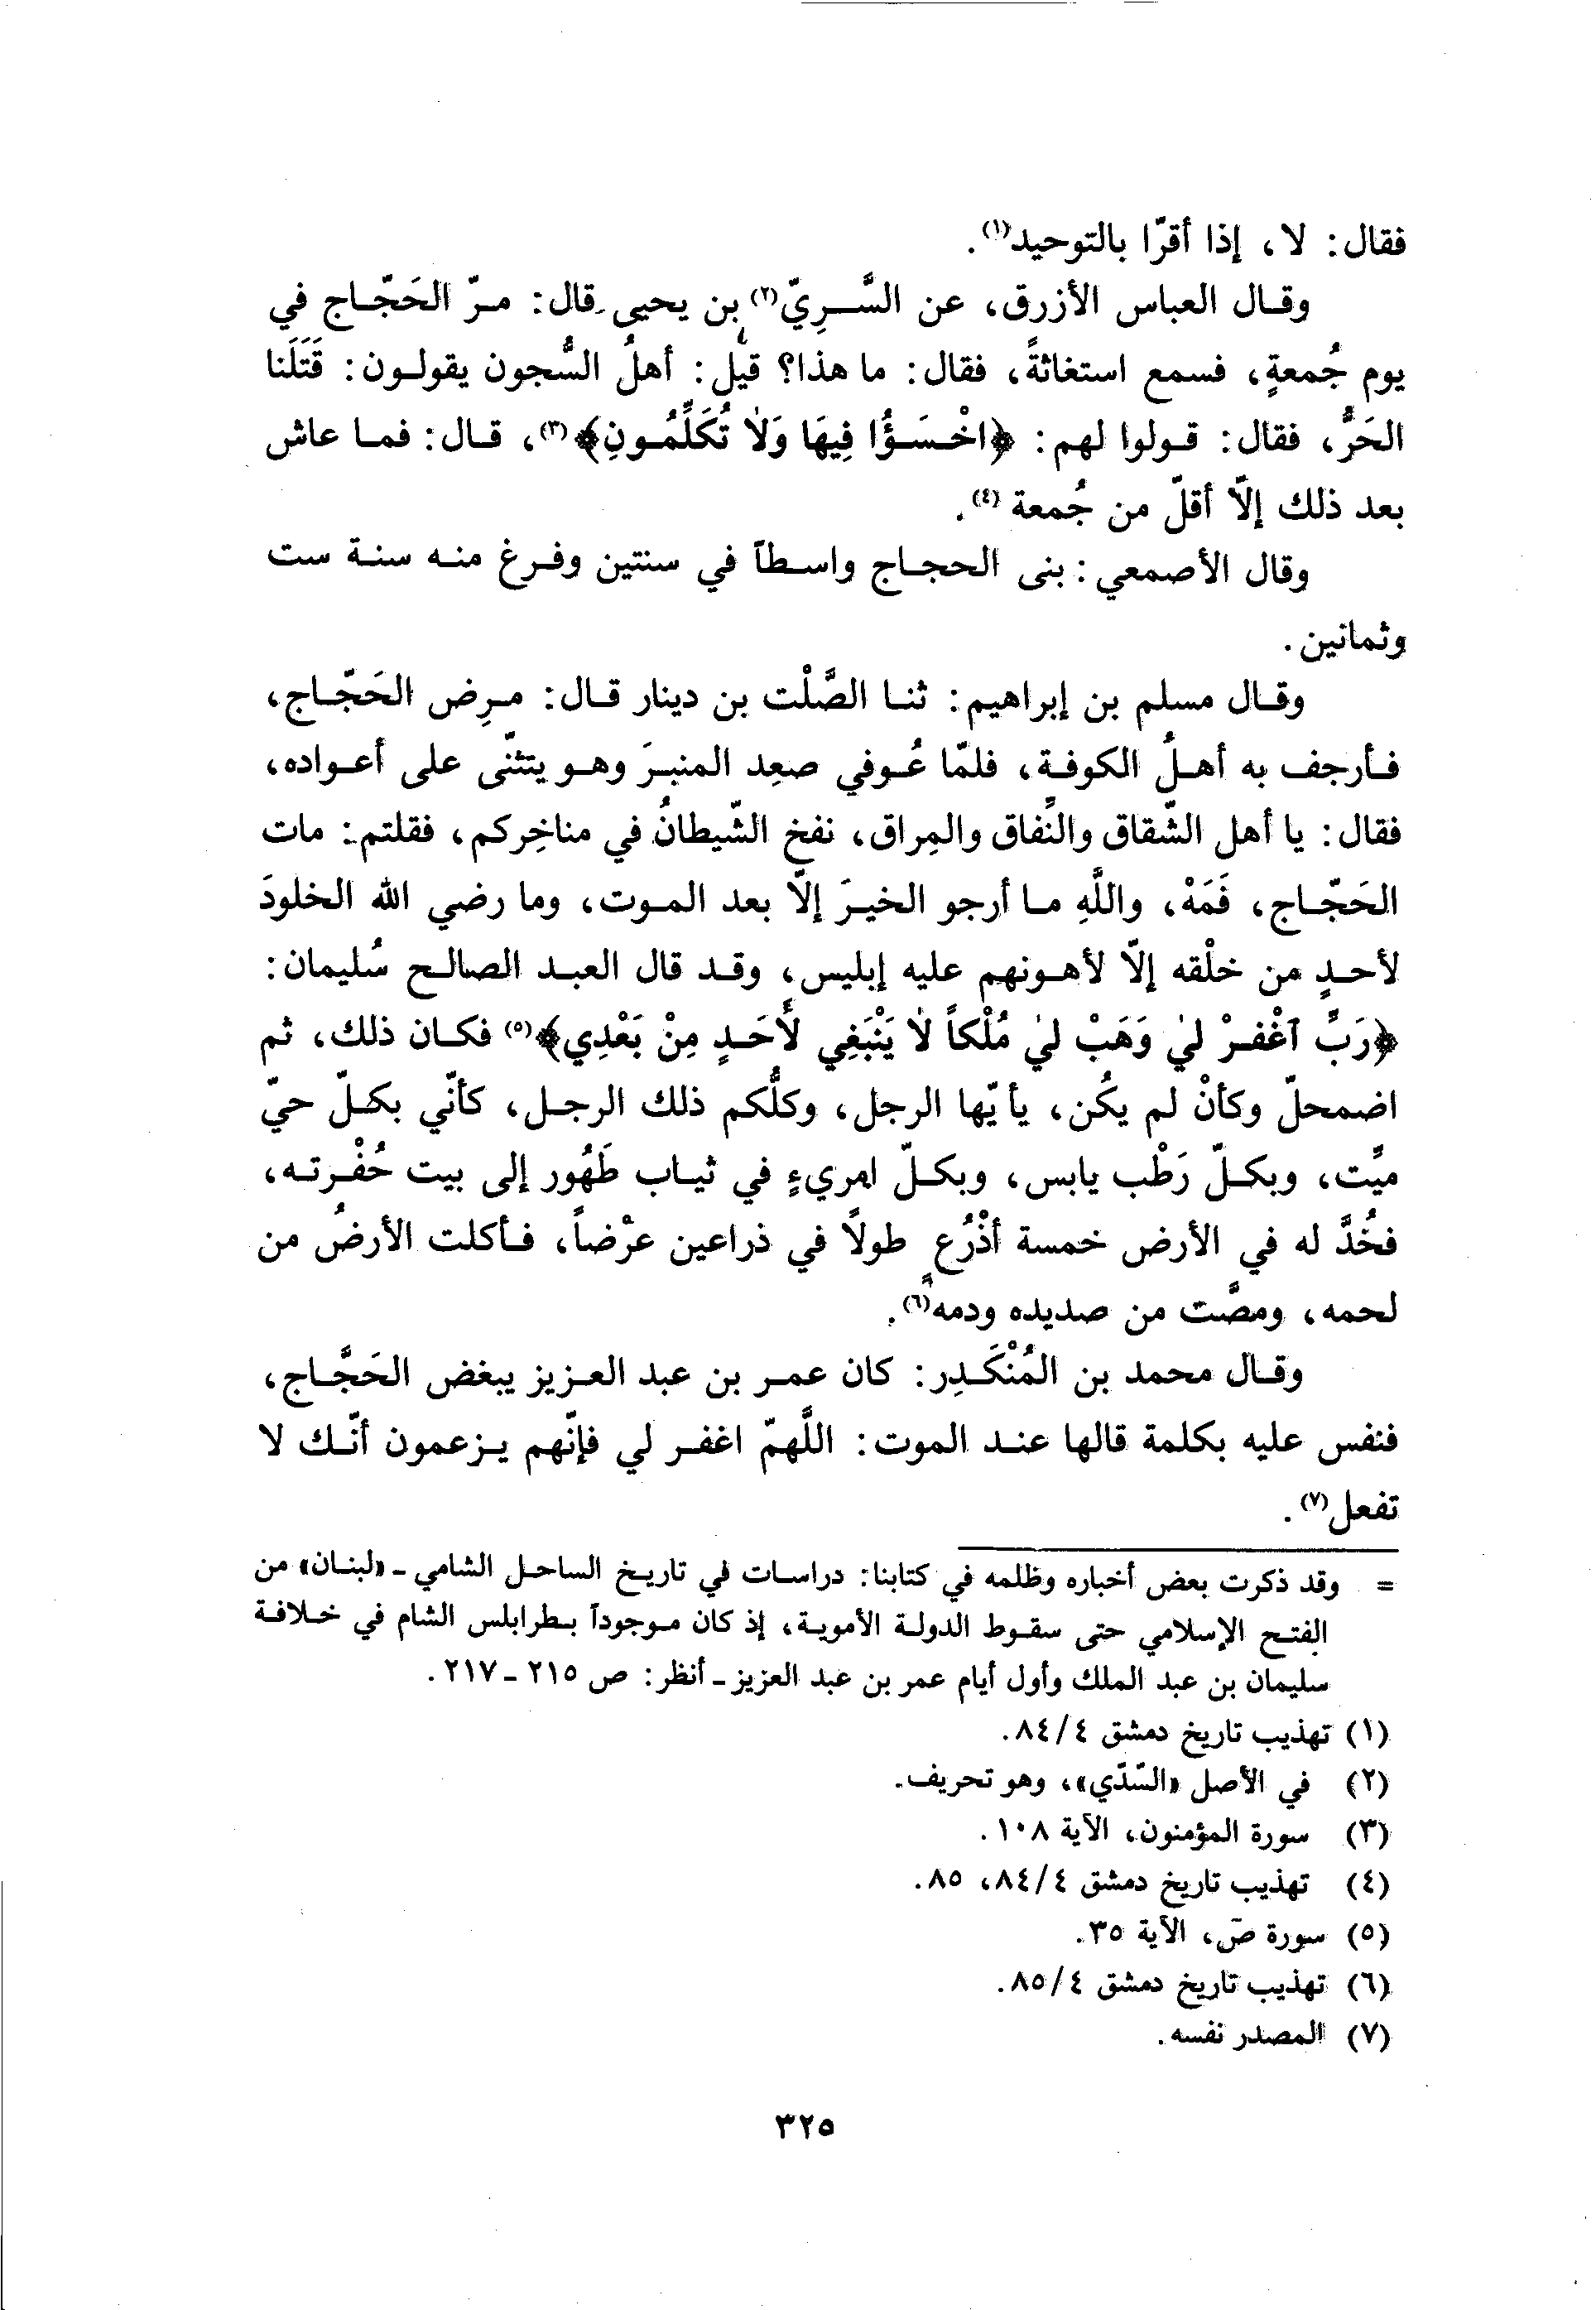 فقال: لا، إذا أقرّا بالتوحيد(١).
وقال العباس الأزرق، عن السَّرِيّ(٢) بن يحيى قال: مرّ الحَجّاج في
يوم جُمعةٍ، فسمع استغاثةً، فقال: ما هذا؟ قيل: أهلُ السُّجون يقولون: قَتَلَنا
الحَرُّ، فقال: قولوا لهم: ﴿اخْسَؤُا فِيهَا وَلاٰ تُكَلِّمُونِ﴾(٣)، قال: فما عاش
بعد ذلك إلّا أقلّ من جُمعة(٤).
وقال الأصمعي: بنى الحجاج واسطاً في سنتين وفرغ منه سنة ست
وثمانين.
وقال مسلم بن إبراهيم: ثنا الصَّلْت بن دينار قال: مرِض الحَجّاج،
فأرجف به أهلُ الكوفة، فلمّا عُوفي صعِد المنبرَ وهو يتثنّى على أعواده،
فقال: يا أهل الشّقاق والنِّفاق والمِراق، نفخ الشّيطانُ في مناخِركم، فقلتم: مات
الحَجّاج، فَمَهْ، واللَّهِ ما أرجو الخيرَ إلّا بعد الموت، وما رضي الله الخلودَ
لأحدٍ من خلْقه إلّا لأهونهم عليه إبليس، وقد قال العبد الصالح سُليمان:
﴿رَبِّ ٱغْفِرْ لِيٰ وَهَبْ لِيٰ مُلْكاً لاٰ يَنْبَغِي لأَحَدٍ مِنْ بَعْدِي﴾(٥) فكان ذلك، ثم
اضمحلّ وكأنْ لم يكُن، يأيّها الرجل، وكلُّكم ذلك الرجل، كأنّي بكلّ حيّ
ميِّت، وبكلّ رَطْب يابس، وبكلّ امريءٍ في ثياب طَهُور إلى بيت حُفْرته،
فخُدَّ له في الأرض خمسة أذْرُع طولًا في ذراعين عرْضاً، فأكلت الأرضُ من
لحمه، ومصَّت من صديده ودمه(٦).
وقال محمد بن المُنْكَدِر: كان عمر بن عبد العزيز يبغض الحَجَّاج،
فنفس عليه بكلمة قالها عند الموت: اللَّهمّ اغفر لي فإنّهم يزعمون أنّك لا
تفعل(٧).
= وقد ذكرت بعض أخباره وظلمه في كتابنا: دراسات في تاريخ الساحل الشامي - «لبنان» من
الفتح الإسلامي حتى سقوط الدولة الأموية، إذ كان موجوداً بطرابلس الشام في خلافة
سليمان بن عبد الملك وأول أيام عمر بن عبد العزيز - أنظر: ص ٢١٥ - ٢١٧.
(١) تهذيب تاريخ دمشق ٤/ ٨٤.
(٢) في الأصل «السّدّي»، وهو تحريف.
(٣) سورة المؤمنون، الآية ١٠٨.
(٤) تهذيب تاريخ دمشق ٤/ ٨٤، ٨٥.
(٥) سورة صۤ، الآية ٣٥.
(٦) تهذيب تاريخ دمشق ٤/ ٨٥.
(٧) المصدر نفسه.
٣٢٥